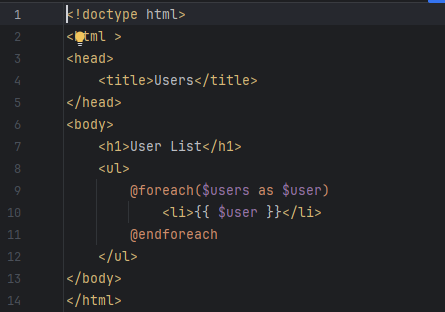 1 <!doctype html>
2 <html >
3 <head>
4     <title>Users</title>
5 </head>
6 <body>
7     <h1>User List</h1>
8     <ul>
9         @foreach($users as $user)
10             <li>{{ $user }}</li>
11         @endforeach
12     </ul>
13 </body>
14 </html>